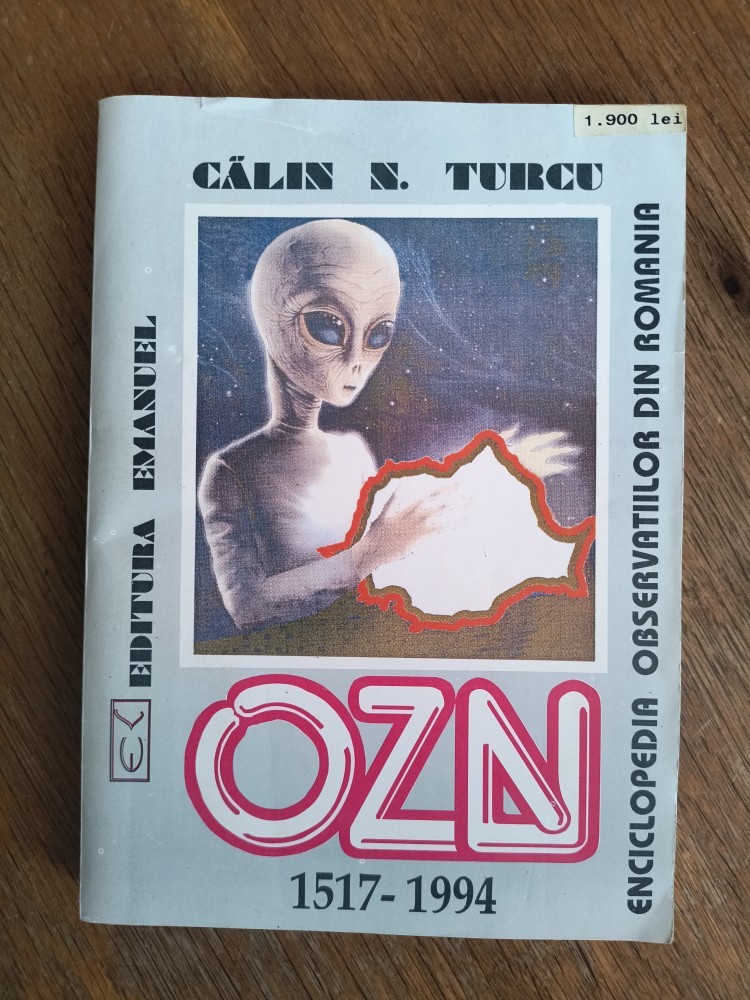 1.900 lei
CĂLIN N. TURCU
EDITURA EMANUEL
ENCICLOPEDIA OBSERVATIILOR DIN ROMANIA
OZN
1517-1994